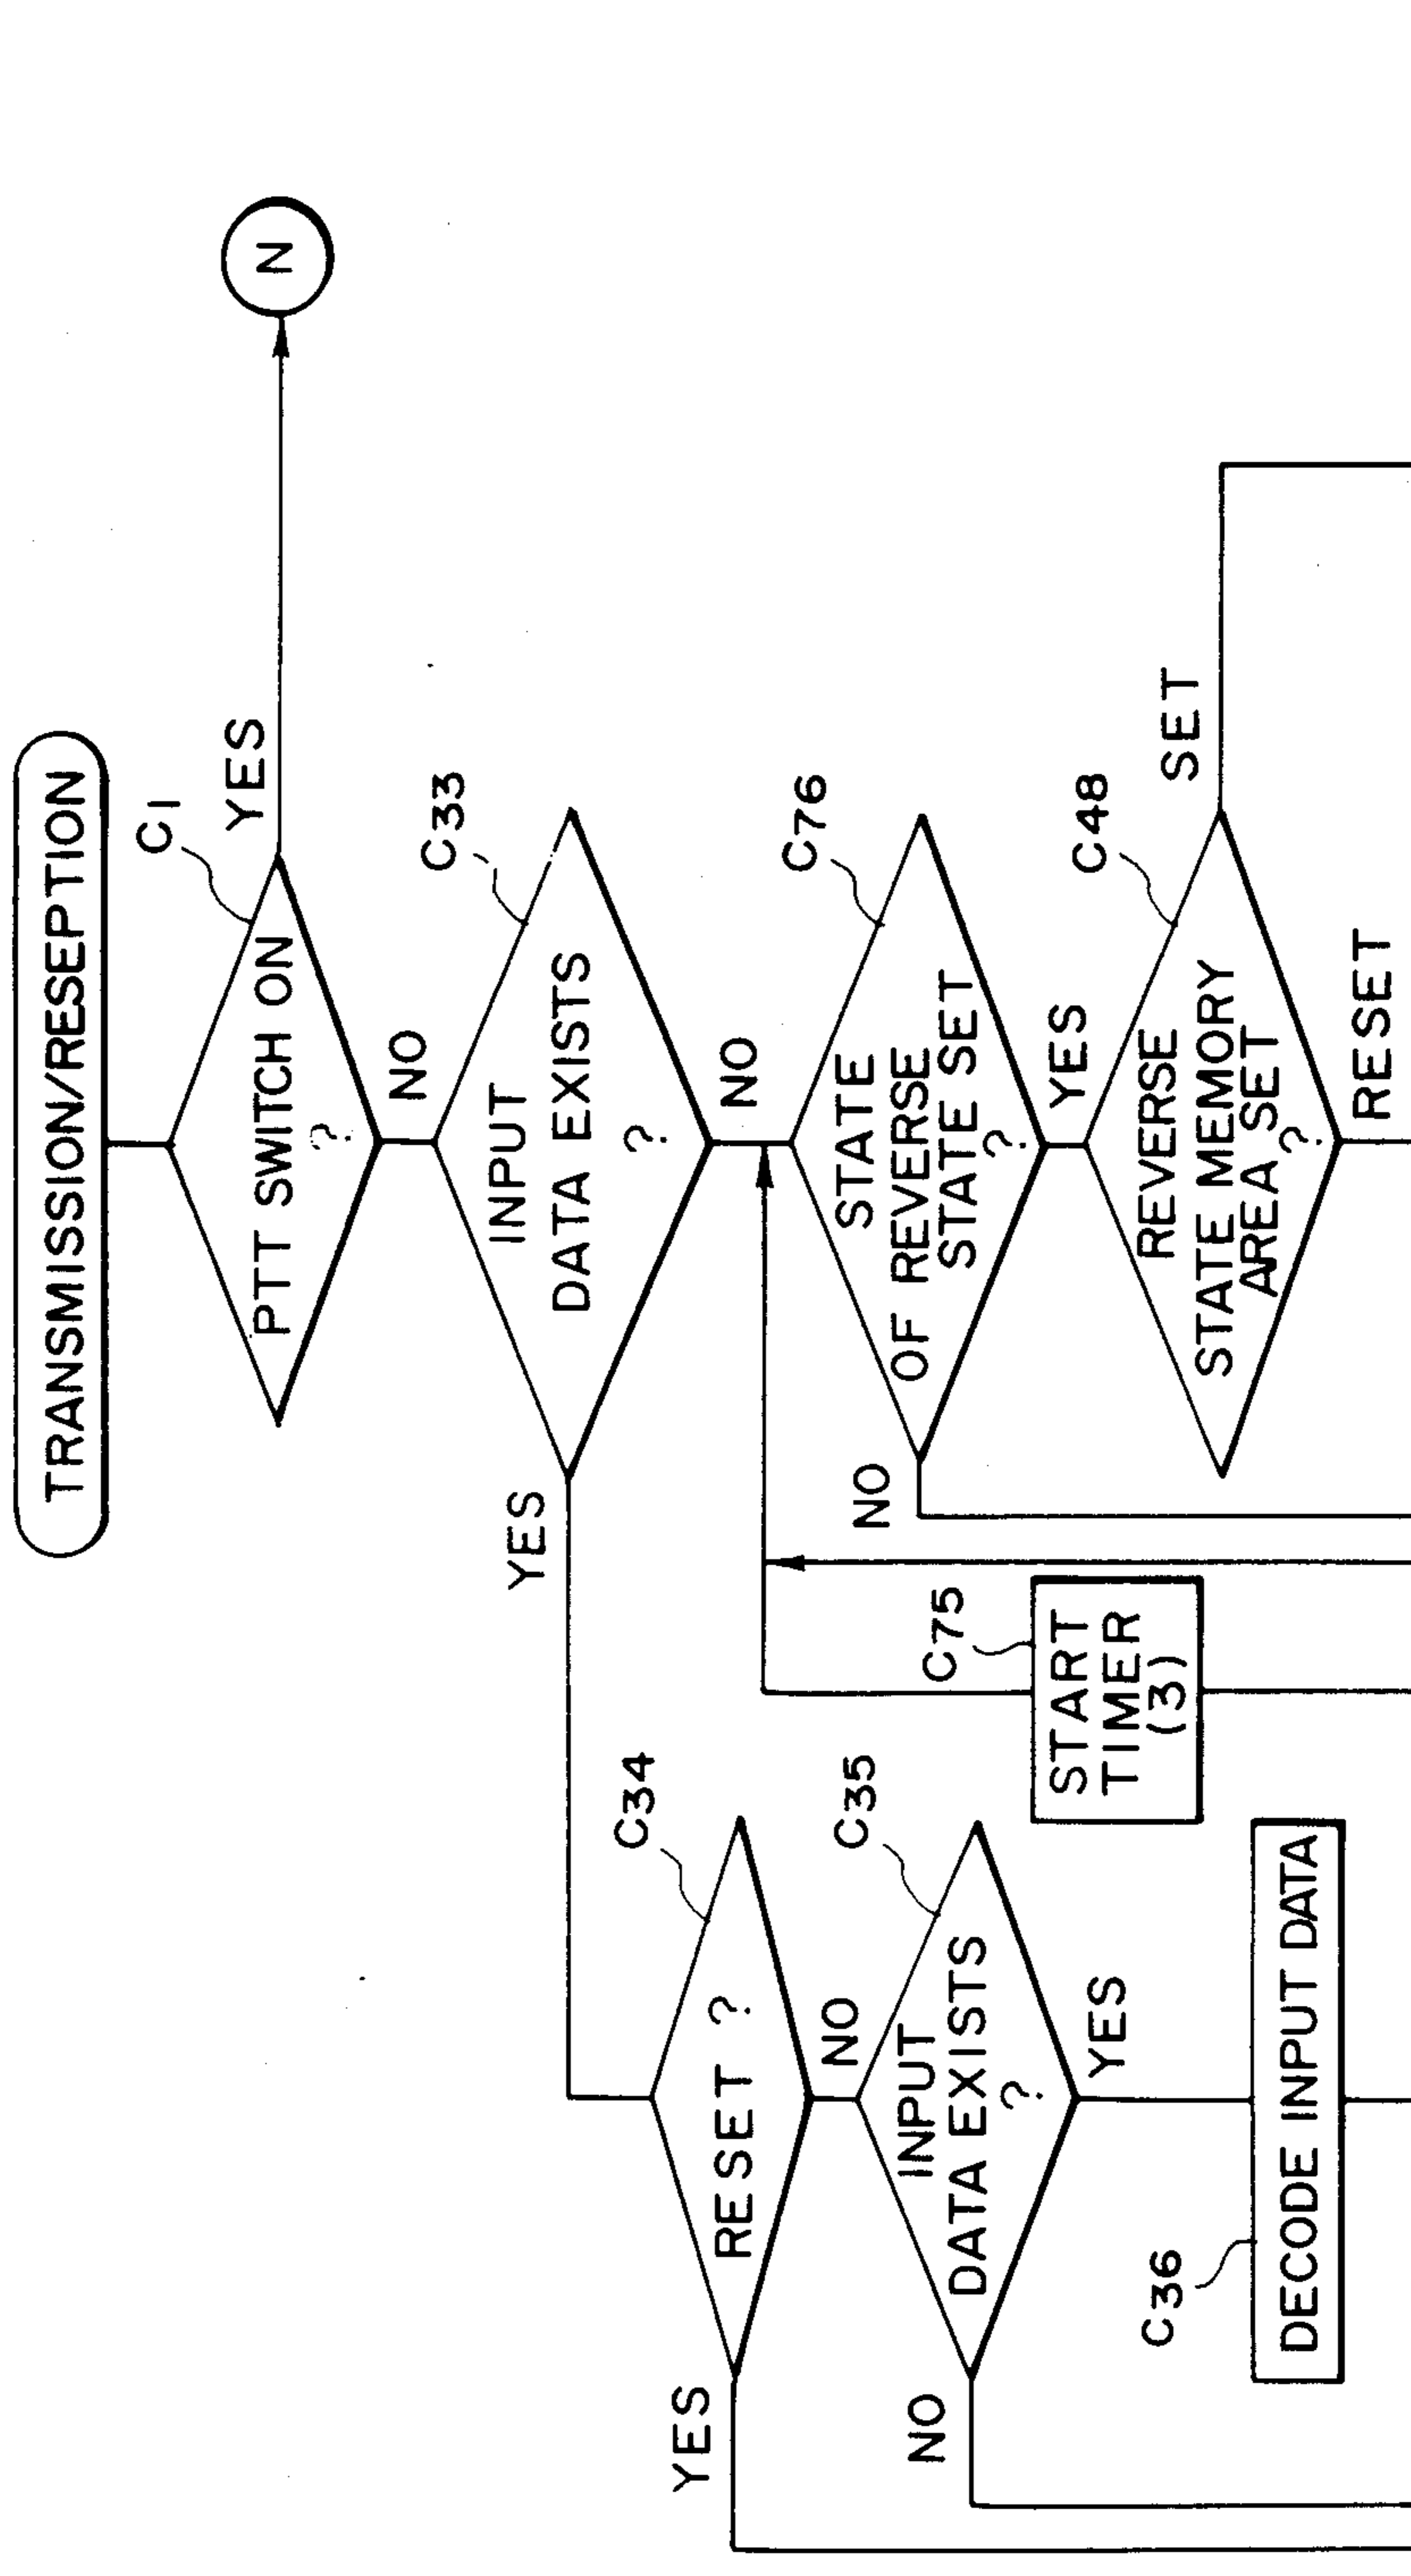 TRANSMISSION/RESEPTION
C1
PTT SWITCH ON
?
YES
N
NO
C33
INPUT
DATA EXISTS
?
YES
NO
C34
RESET ?
YES
NO
C35
INPUT
DATA EXISTS
?
NO
YES
C36
DECODE INPUT DATA
C75
START
TIMER
(3)
C76
STATE
OF REVERSE
STATE SET
?
NO
YES
C48
REVERSE
STATE MEMORY
AREA SET
?
SET
RESET